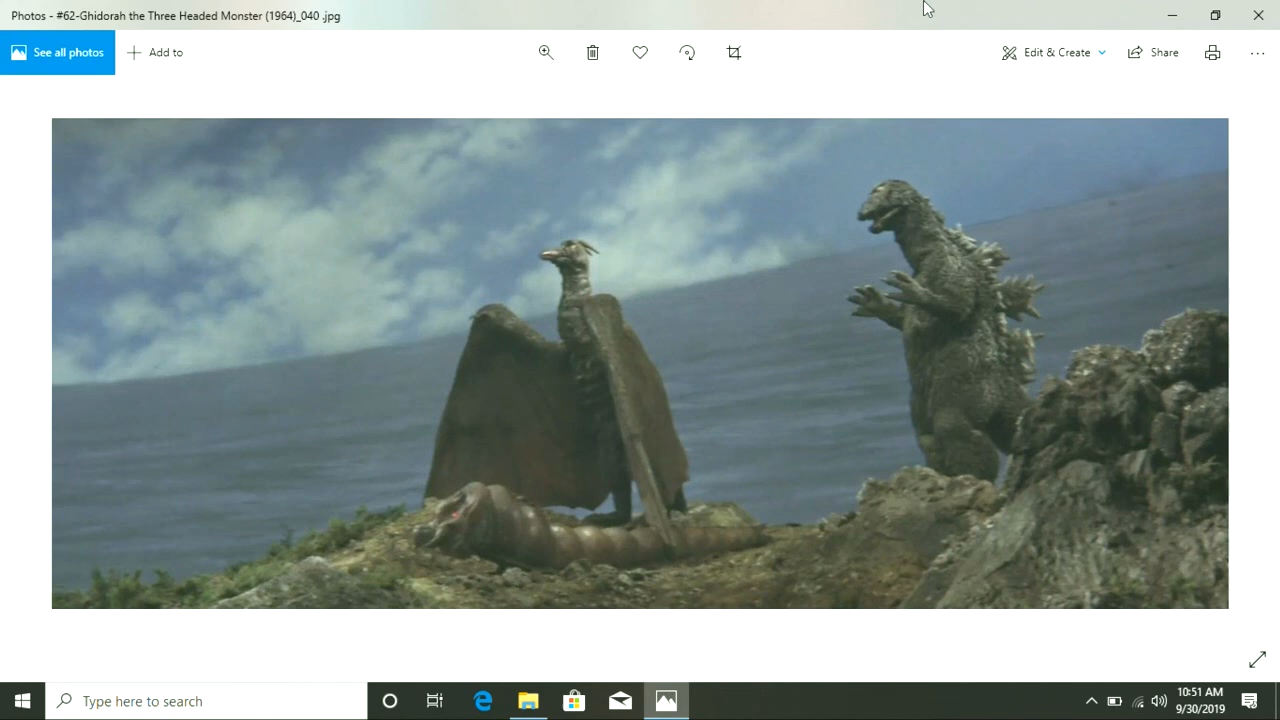 Photos - #62-Ghidorah the Three Headed Monster (1964)_040 .jpg
See all photos
Add to
Edit & Create
Share
Type here to search
10:51 AM
9/30/2019